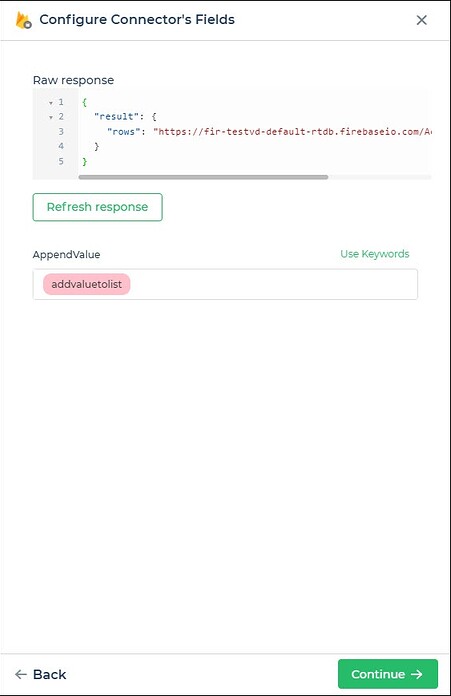 Configure Connector's Fields
Raw response
1 {
2 "result": {
3 "rows": "https://fir-testvd-default-rtdb.firebaseio.com/A
4 }
5 }
Refresh response
AppendValue
Use Keywords
addvaluetolist
Back
Continue